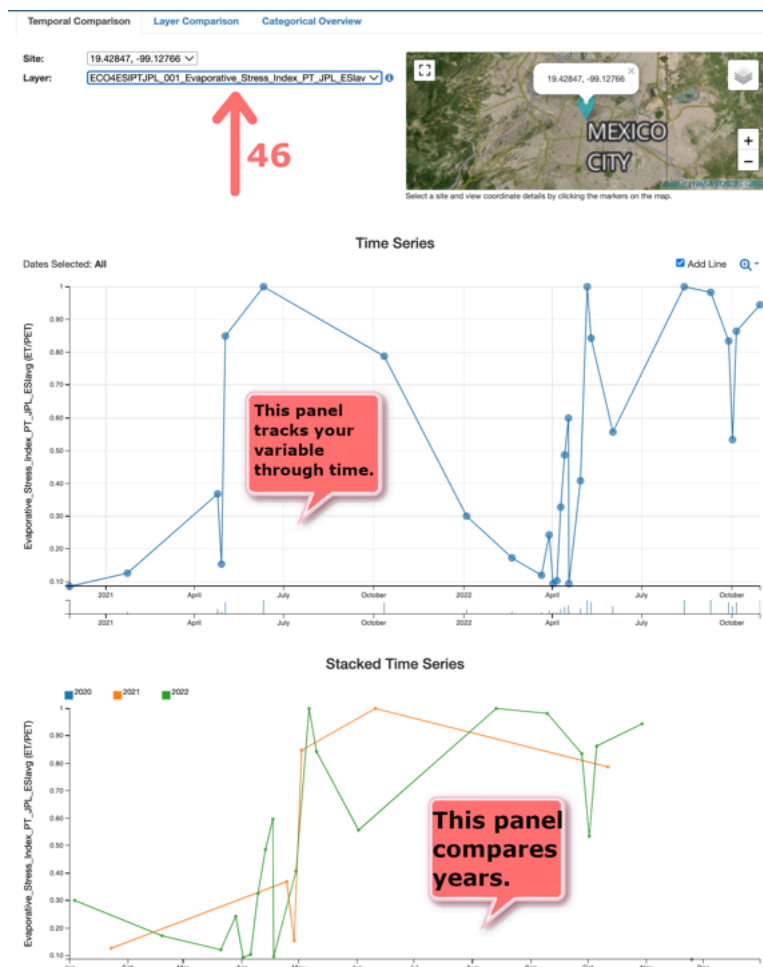 Temporal Comparison Layer Comparison Categorical Overview
Site: 19.42847, -99.12766
Layer: ECO4ESIPTJPL_001_Evaporative_Stress_Index_PT_JPL_ESIav
46
19.42847, -99.12766
MEXICO
CITY
+
−
Select a site and view coordinate details by clicking the markers on the map.
Time Series
Dates Selected: All
Add Line
Evaporative_Stress_Index_PT_JPL_ESIavg (ET/PET)
1
0.90
0.80
0.70
0.60
0.50
0.40
0.30
0.20
0.10
This panel
tracks your
variable
through time.
2021 April July October 2022 April July October
2021 April July October 2022 April July October
Stacked Time Series
2020 2021 2022
Evaporative_Stress_Index_PT_JPL_ESIavg (ET/PET)
1
0.90
0.80
0.70
0.60
0.50
0.40
0.30
0.20
0.10
This panel
compares
years.